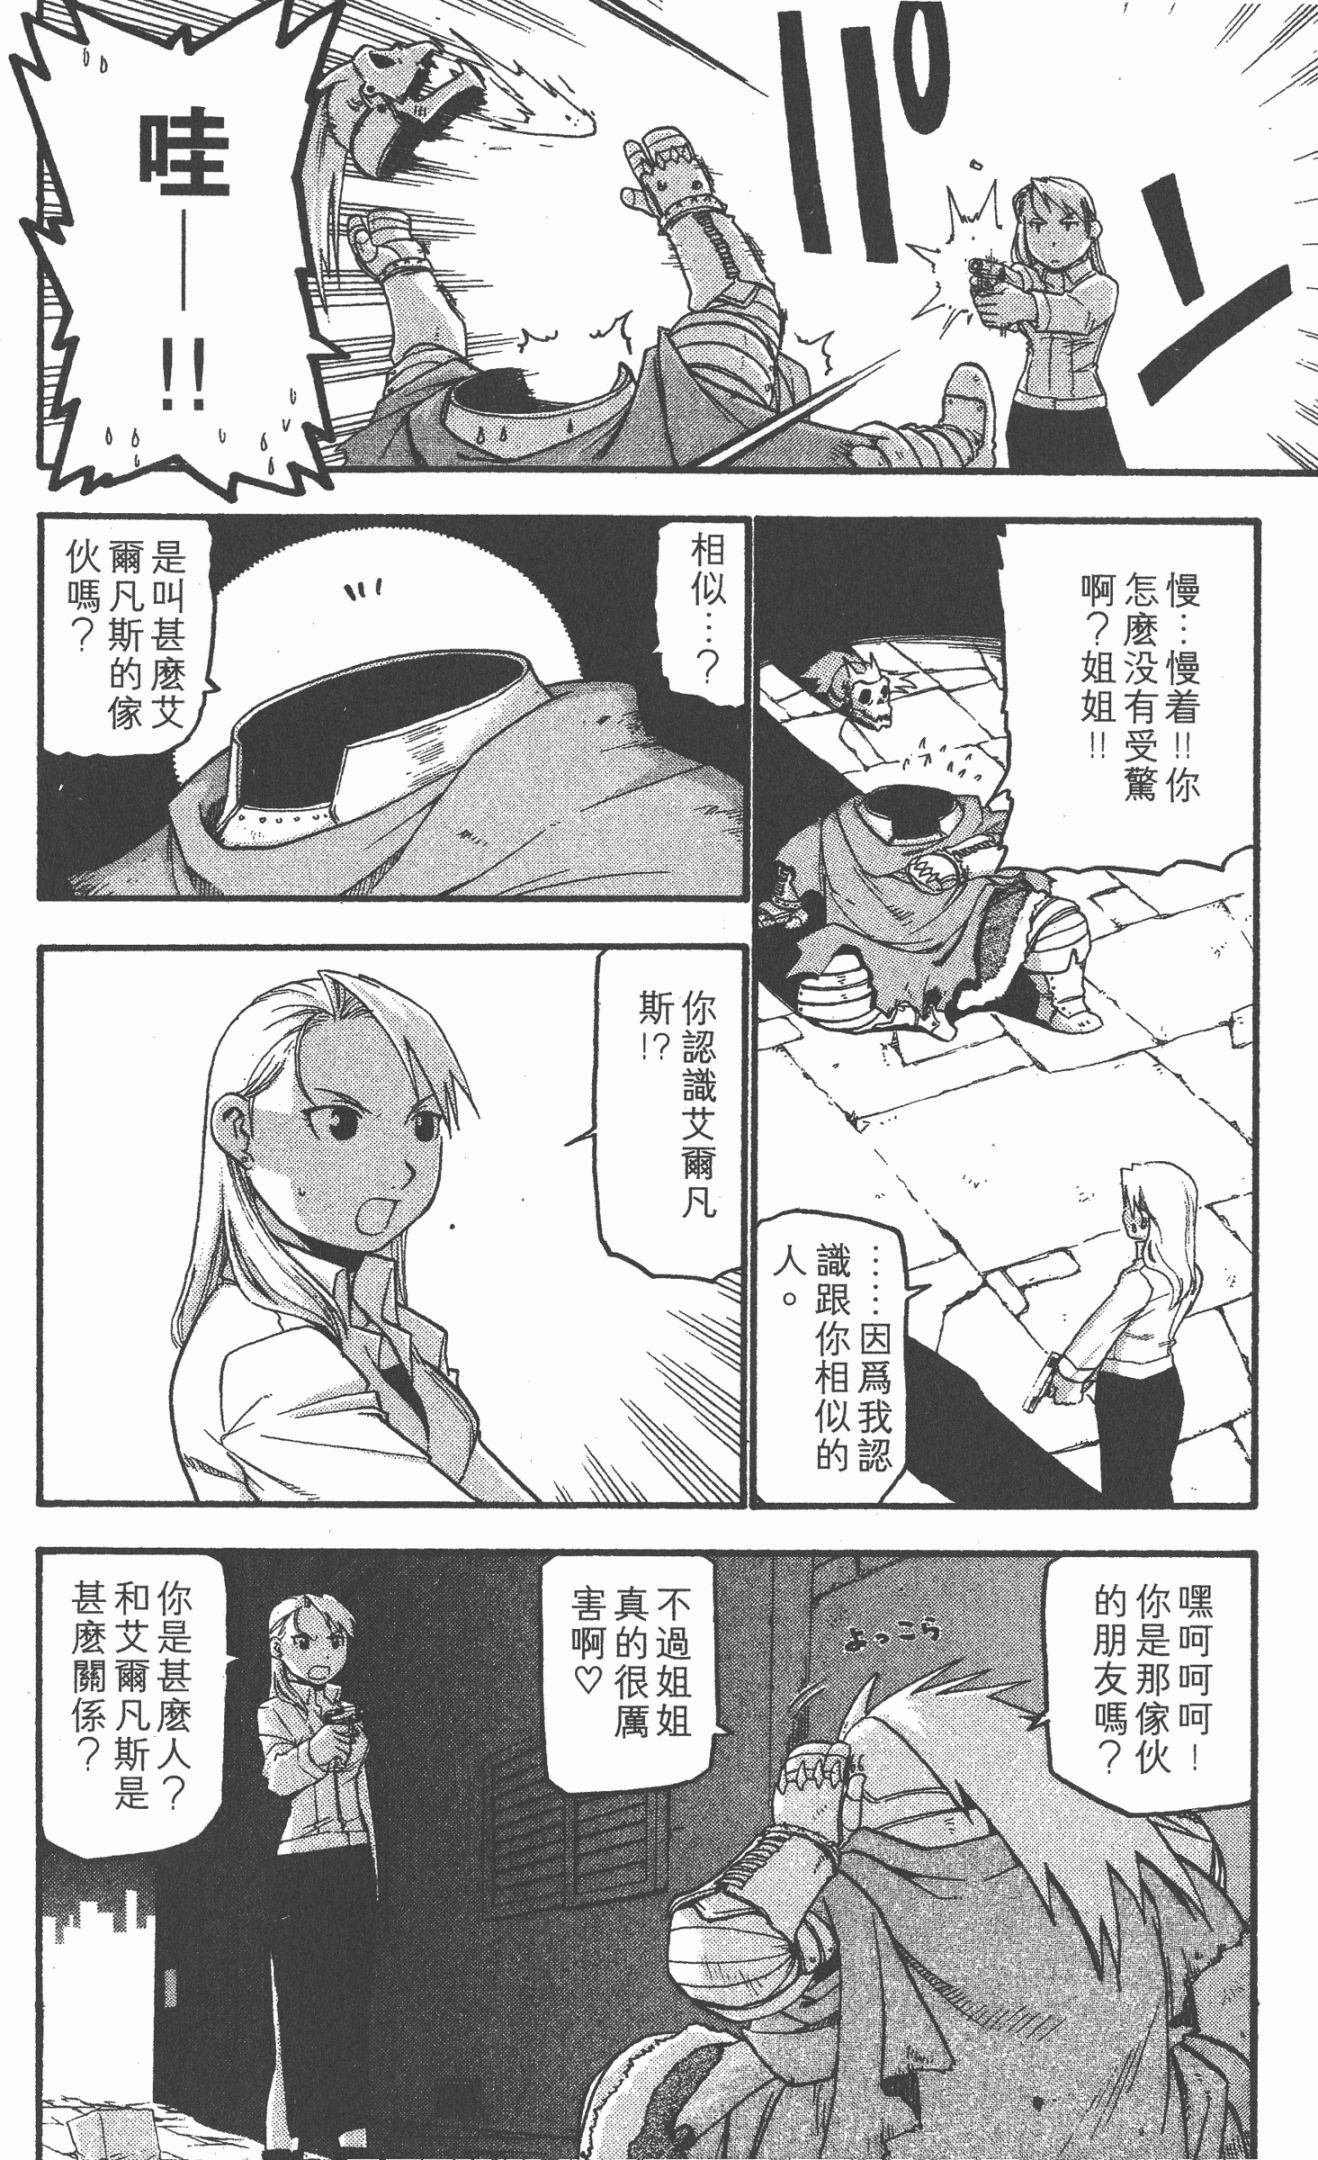 パン
哇——!!
慢…慢着!!你
怎麽没有受驚
啊？姐姐!!
……因爲我認
識跟你相似的
人。
相似…？
是叫甚麽艾
爾凡斯的傢
伙嗎？
你認識艾爾凡
斯!?
嘿呵呵呵！
你是那傢伙
的朋友嗎？
よっこら
不過姐姐
真的很厲
害啊♡
你是甚麽人？
和艾爾凡斯是
甚麽關係？